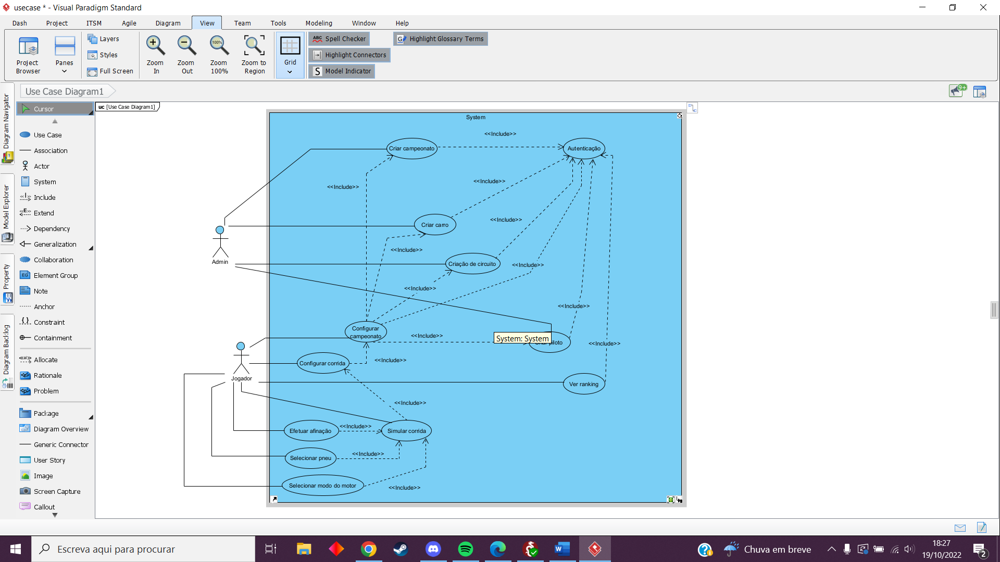 usecase * - Visual Paradigm Standard
Dash
Project
ITSM
Agile
Diagram
View
Team
Tools
Modeling
Window
Help
Project
Browser
Panes
Layers
Styles
Full Screen
Zoom
In
Zoom
Out
100%
Zoom
100%
Zoom to
Region
Grid
ABC
Spell Checker
Highlight Connectors
S
Model Indicator
G
Highlight Glossary Terms
Use Case Diagram1
9+
Diagram Navigator
Model Explorer
Property
Diagram Backlog
Cursor
Use Case
Association
Actor
System
Include
Extend
Dependency
Generalization
Collaboration
EG
Element Group
Note
Anchor
Constraint
Containment
Allocate
Rationale
Problem
Package
Diagram Overview
Generic Connector
User Story
Image
Screen Capture
Callout
uc [Use Case Diagram1]
System
<<Include>>
Criar campeonato
Autenticação
<<Include>>
<<Include>>
<<Include>>
Criar carro
<<Include>>
Admin
Criação de circuito
<<Include>>
<<Include>>
<<Include>>
Configurar
campeonato
<<Include>>
System: System
piloto
<<Include>>
Configurar corrida
<<Include>>
Jogador
Ver ranking
<<Include>>
Efetuar afinação
<<Include>>
Simular corrida
Selecionar pneu
<<Include>>
Selecionar modo do motor
<<Include>>
Escreva aqui para procurar
Chuva em breve
18:27
19/10/2022
2